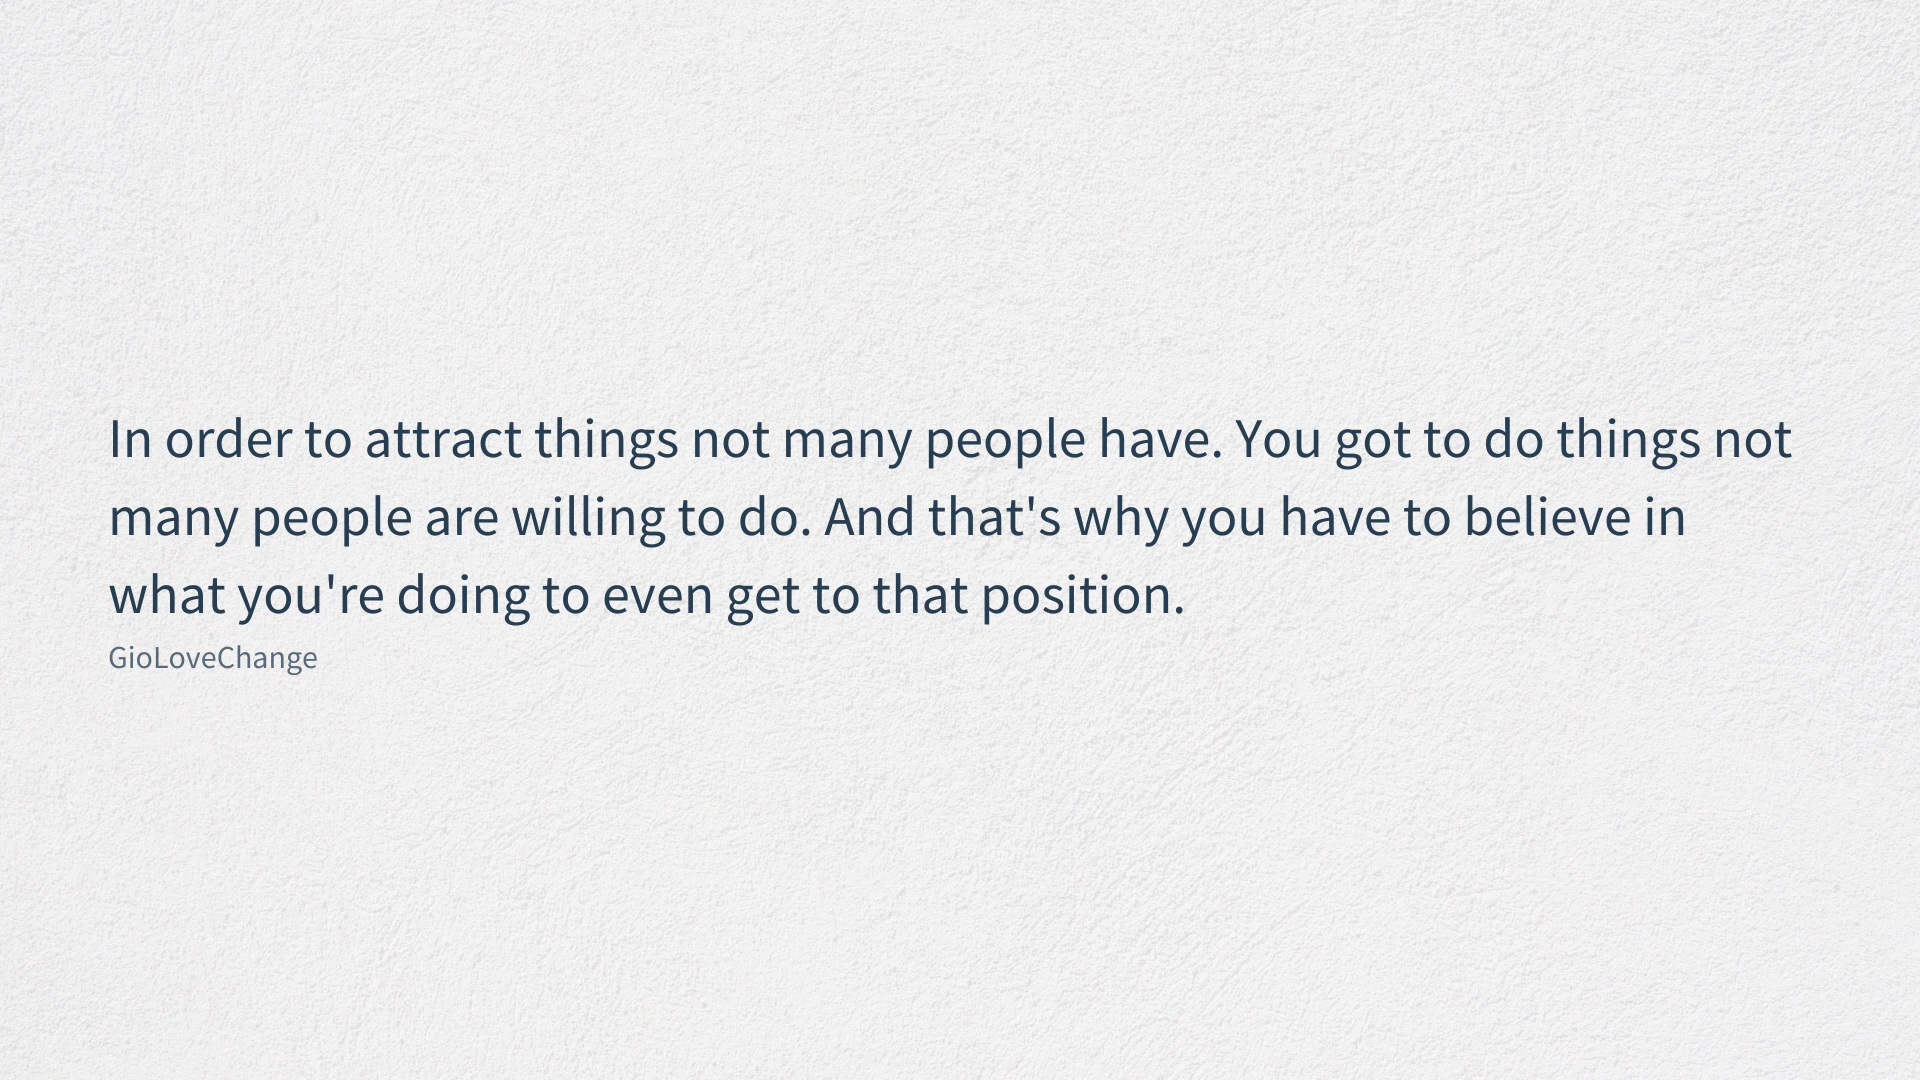 In order to attract things not many people have. You got to do things not
many people are willing to do. And that's why you have to believe in
what you're doing to even get to that position.
GioLoveChange